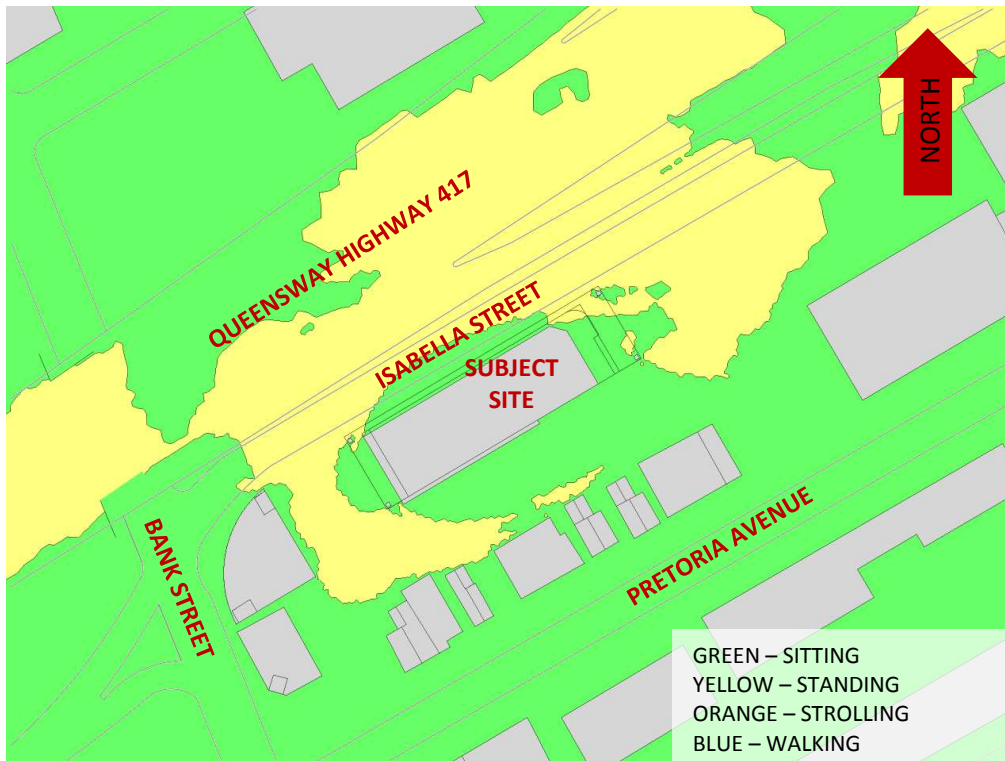 NORTH
QUEENSWAY HIGHWAY 417
ISABELLA STREET
SUBJECT
SITE
BANK STREET
PRETORIA AVENUE
GREEN – SITTING
YELLOW – STANDING
ORANGE – STROLLING
BLUE – WALKING